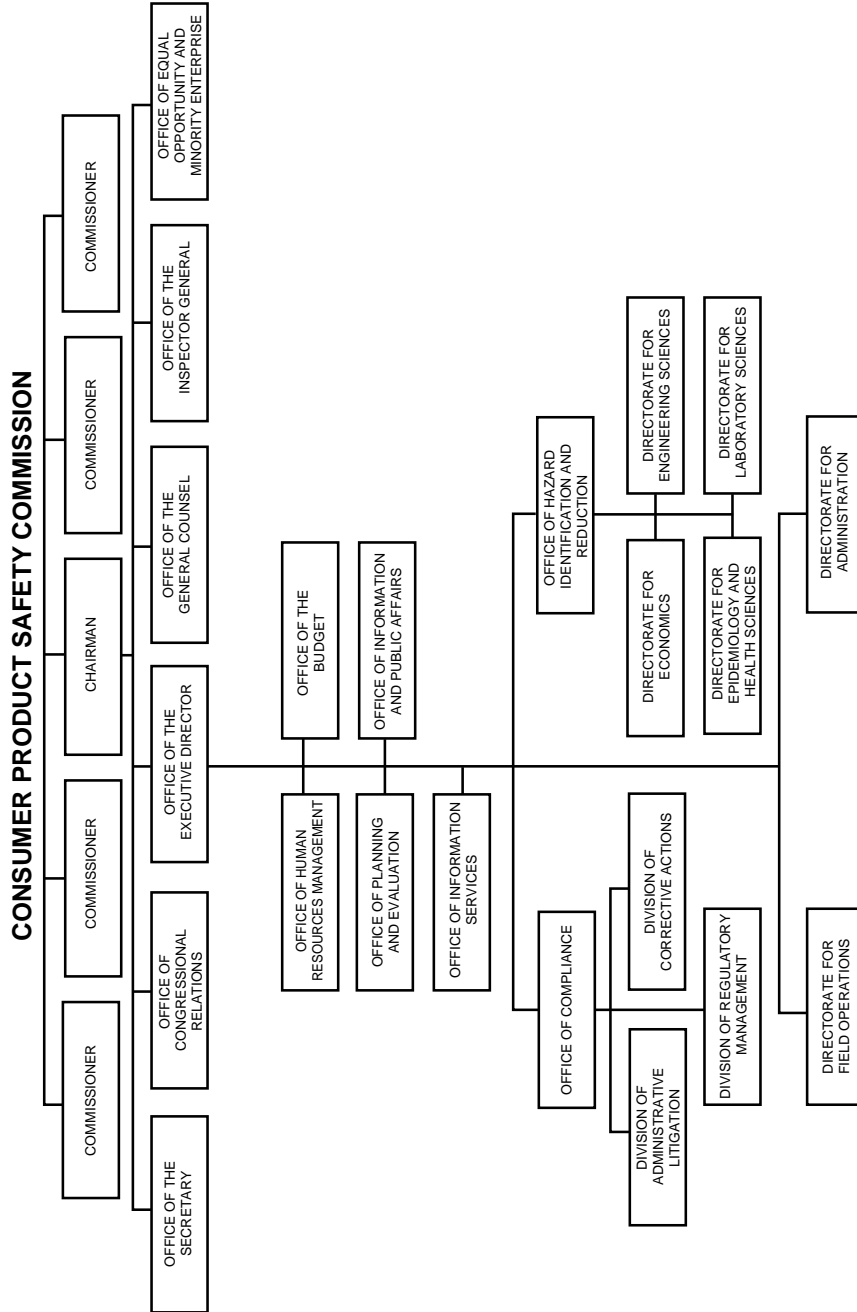 CONSUMER PRODUCT SAFETY COMMISSION
COMMISSIONER
COMMISSIONER
CHAIRMAN
COMMISSIONER
COMMISSIONER
OFFICE OF THE
SECRETARY
OFFICE OF
CONGRESSIONAL
RELATIONS
OFFICE OF THE
EXECUTIVE DIRECTOR
OFFICE OF THE
GENERAL COUNSEL
OFFICE OF THE
INSPECTOR GENERAL
OFFICE OF EQUAL
OPPORTUNITY AND
MINORITY ENTERPRISE
OFFICE OF HUMAN
RESOURCES MANAGEMENT
OFFICE OF THE
BUDGET
OFFICE OF PLANNING
AND EVALUATION
OFFICE OF INFORMATION
AND PUBLIC AFFAIRS
OFFICE OF INFORMATION
SERVICES
OFFICE OF COMPLIANCE
OFFICE OF HAZARD
IDENTIFICATION AND
REDUCTION
DIVISION OF
ADMINISTRATIVE
LITIGATION
DIVISION OF
CORRECTIVE ACTIONS
DIRECTORATE FOR
ECONOMICS
DIRECTORATE FOR
ENGINEERING SCIENCES
DIVISION OF REGULATORY
MANAGEMENT
DIRECTORATE FOR
EPIDEMIOLOGY AND
HEALTH SCIENCES
DIRECTORATE FOR
LABORATORY SCIENCES
DIRECTORATE FOR
FIELD OPERATIONS
DIRECTORATE FOR
ADMINISTRATION